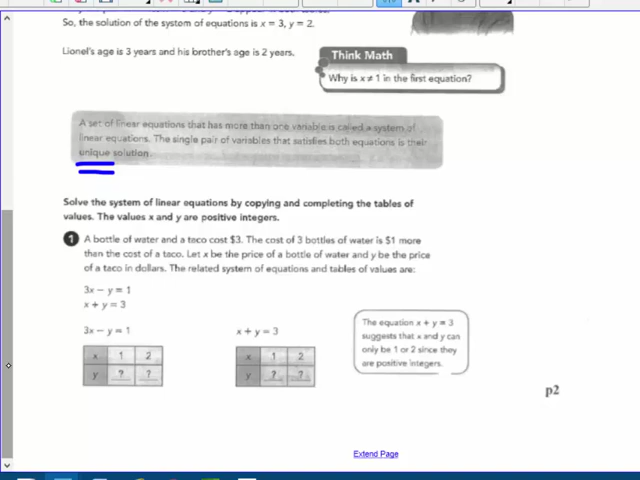 So, the solution of the system of equations is x = 3, y = 2.
Lionel's age is 3 years and his brother's age is 2 years.
Think Math
Why is x ≠ 1 in the first equation?
A set of linear equations that has more than one variable is called a system of
linear equations. The single pair of variables that satisfies both equations is their
unique solution.
Solve the system of linear equations by copying and completing the tables of
values. The values x and y are positive integers.
1 A bottle of water and a taco cost $3. The cost of 3 bottles of water is $1 more
than the cost of a taco. Let x be the price of a bottle of water and y be the price
of a taco in dollars. The related system of equations and tables of values are:
3x − y = 1
x + y = 3
3x − y = 1
x 1 2
y ? ?
x + y = 3
x 1 2
y ? ?
The equation x + y = 3
suggests that x and y can
only be 1 or 2 since they
are positive integers.
p2
Extend Page